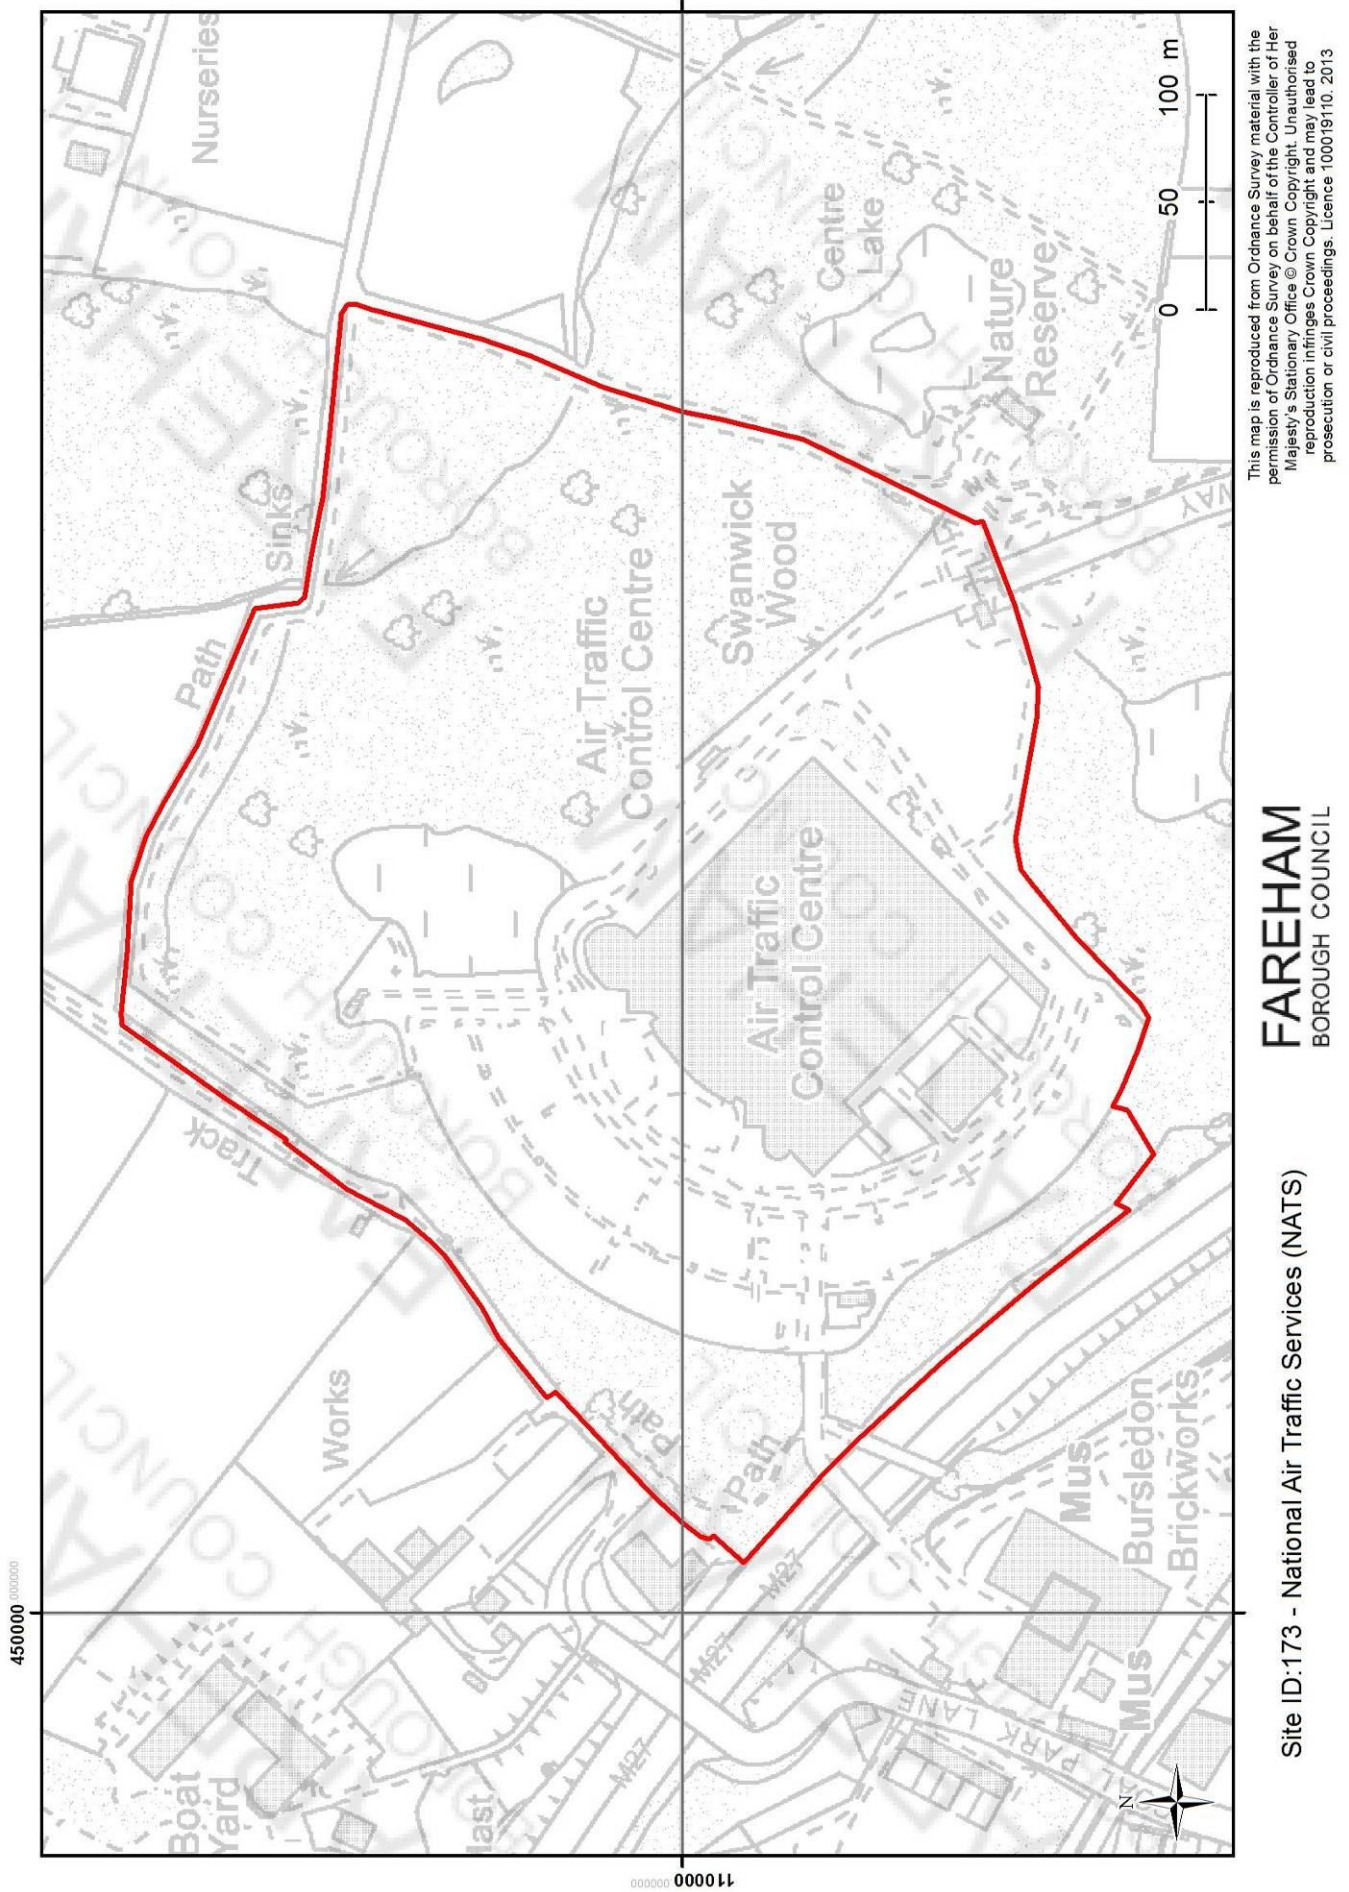 450000.000000
110000.000000
Nurseries
Sinks
Path
Track
Works
Boat
Yard
Mast
Air Traffic
Control Centre
Swanwick
Wood
Centre
Lake
Nature
Reserve
Air Traffic
Control Centre
Path
Path
M27
M27
M27
Mus
Bursledon
Brickworks
Mus
LANE
PARK
N
0 50 100 m
FAREHAM
BOROUGH COUNCIL
Site ID:173 - National Air Traffic Services (NATS)
This map is reproduced from Ordnance Survey material with the
permission of Ordnance Survey on behalf of the Controller of Her
Majesty's Stationary Office © Crown Copyright. Unauthorised
reproduction infringes Crown Copyright and may lead to
prosecution or civil proceedings. Licence 100019110. 2013